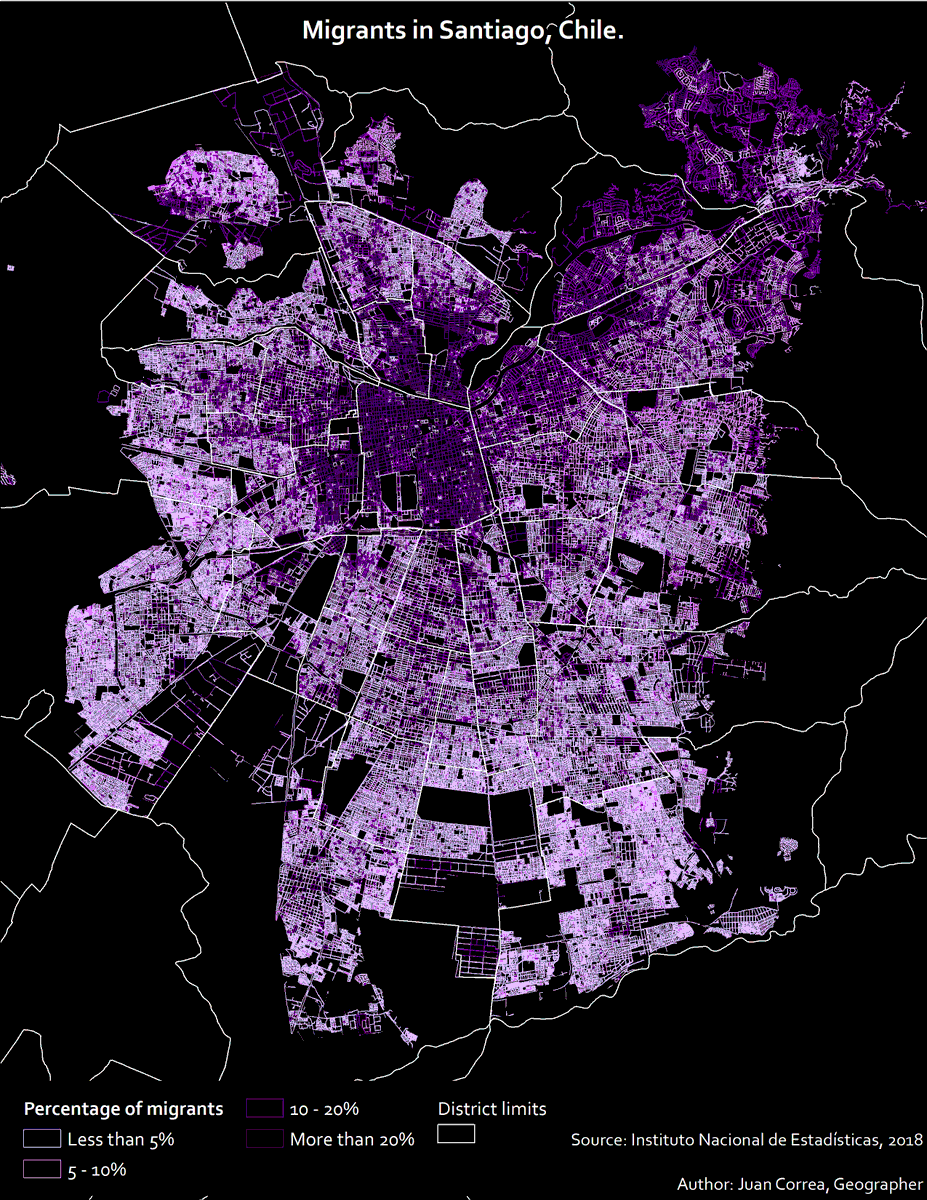 Migrants in Santiago, Chile.
Percentage of migrants
Less than 5%
5 - 10%
10 - 20%
More than 20%
District limits
Source: Instituto Nacional de Estadísticas, 2018
Author: Juan Correa, Geographer